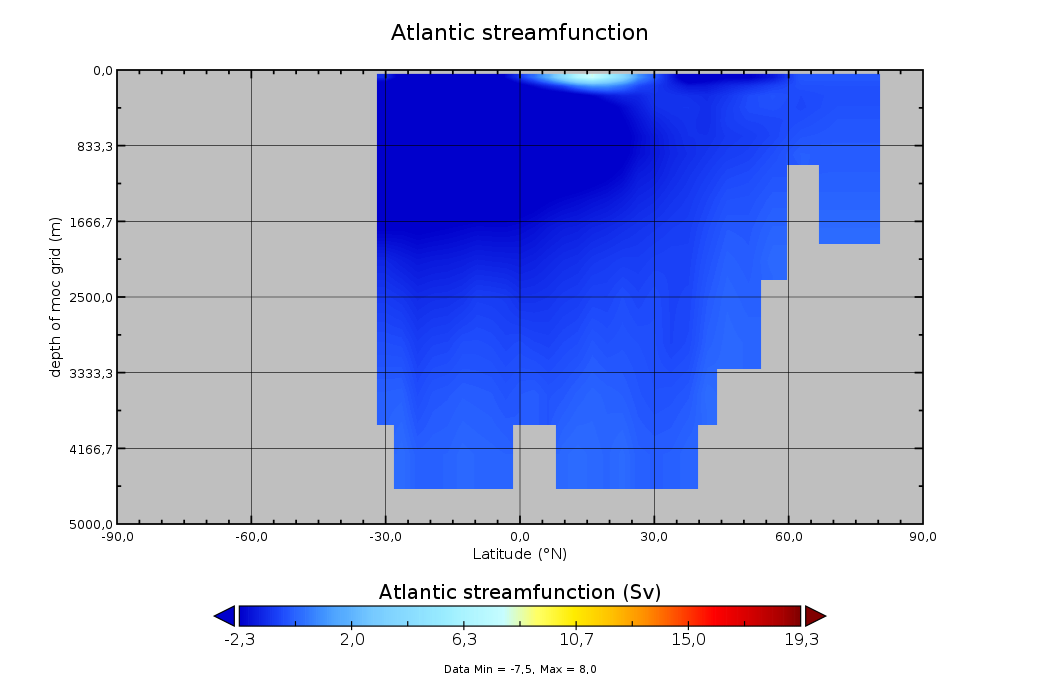 Atlantic streamfunction
0,0
833,3
1666,7
2500,0
3333,3
4166,7
5000,0
depth of moc grid (m)
-90,0 -60,0 -30,0 0,0 30,0 60,0 90,0
Latitude (°N)
Atlantic streamfunction (Sv)
-2,3 2,0 6,3 10,7 15,0 19,3
Data Min = -7,5, Max = 8,0